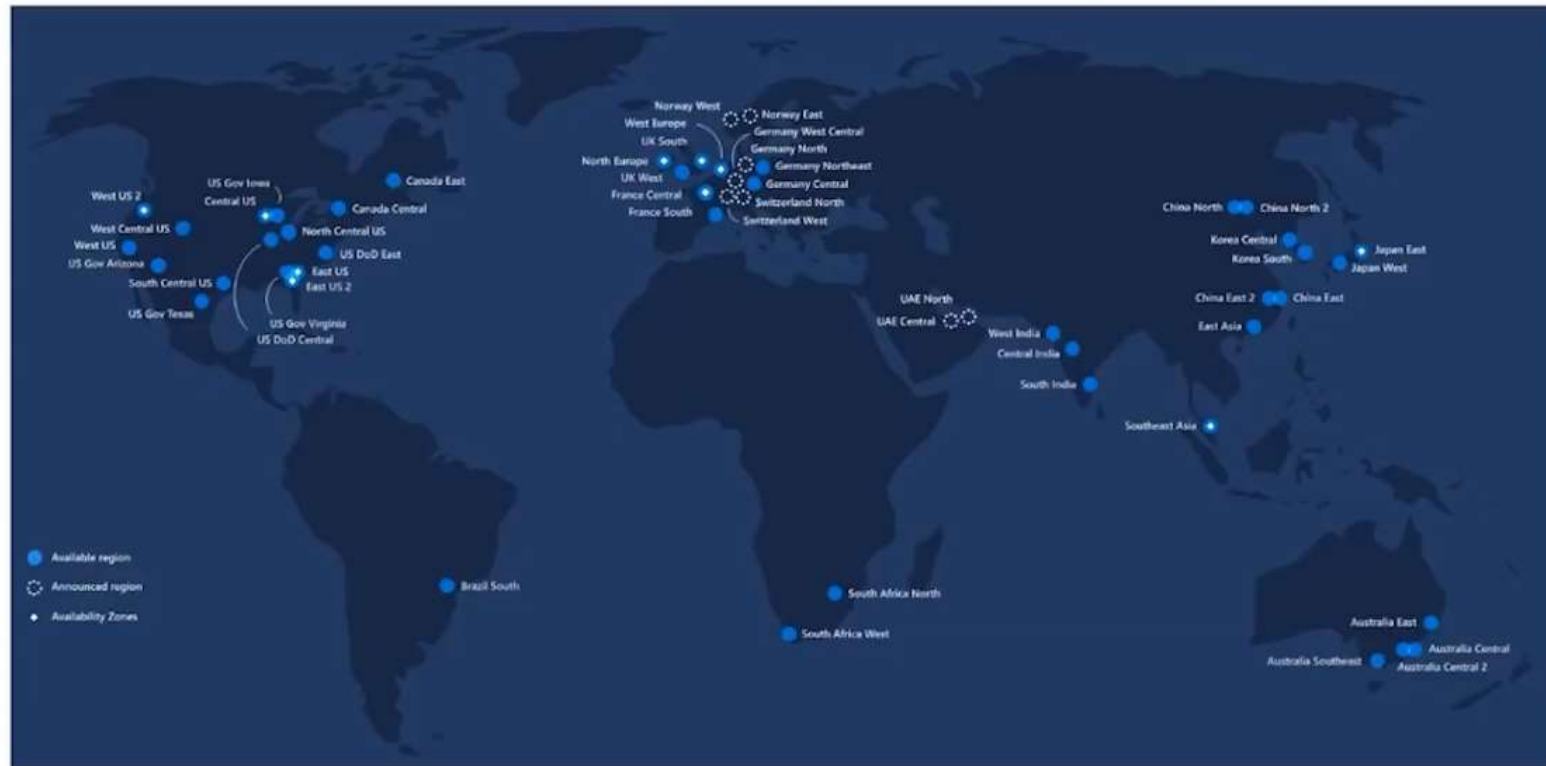 Norway West
Norway East
West Europe
Germany West Central
UK South
Germany North
North Europe
Germany Northeast
UK West
Germany Central
France Central
Switzerland North
France South
Switzerland West
Canada East
US Gov Iowa
West US 2
Central US
Canada Central
West Central US
North Central US
West US
US DoD East
US Gov Arizona
East US
South Central US
East US 2
US Gov Texas
US Gov Virginia
US DoD Central
China North
China North 2
Korea Central
Japan East
Korea South
Japan West
China East 2
China East
East Asia
UAE North
UAE Central
West India
Central India
South India
Southeast Asia
Available region
Announced region
Availability Zones
Brazil South
South Africa North
South Africa West
Australia East
Australia Central
Australia Southeast
Australia Central 2